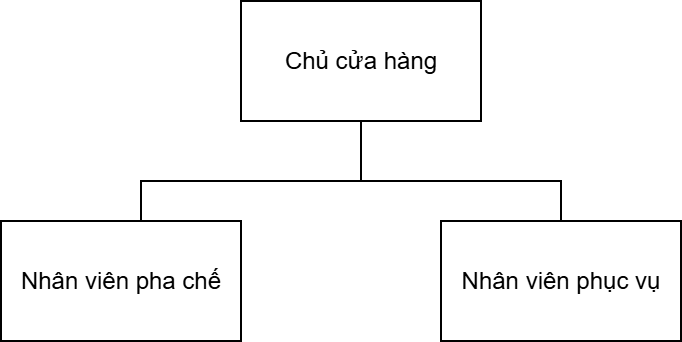 Chủ cửa hàng
Nhân viên pha chế
Nhân viên phục vụ